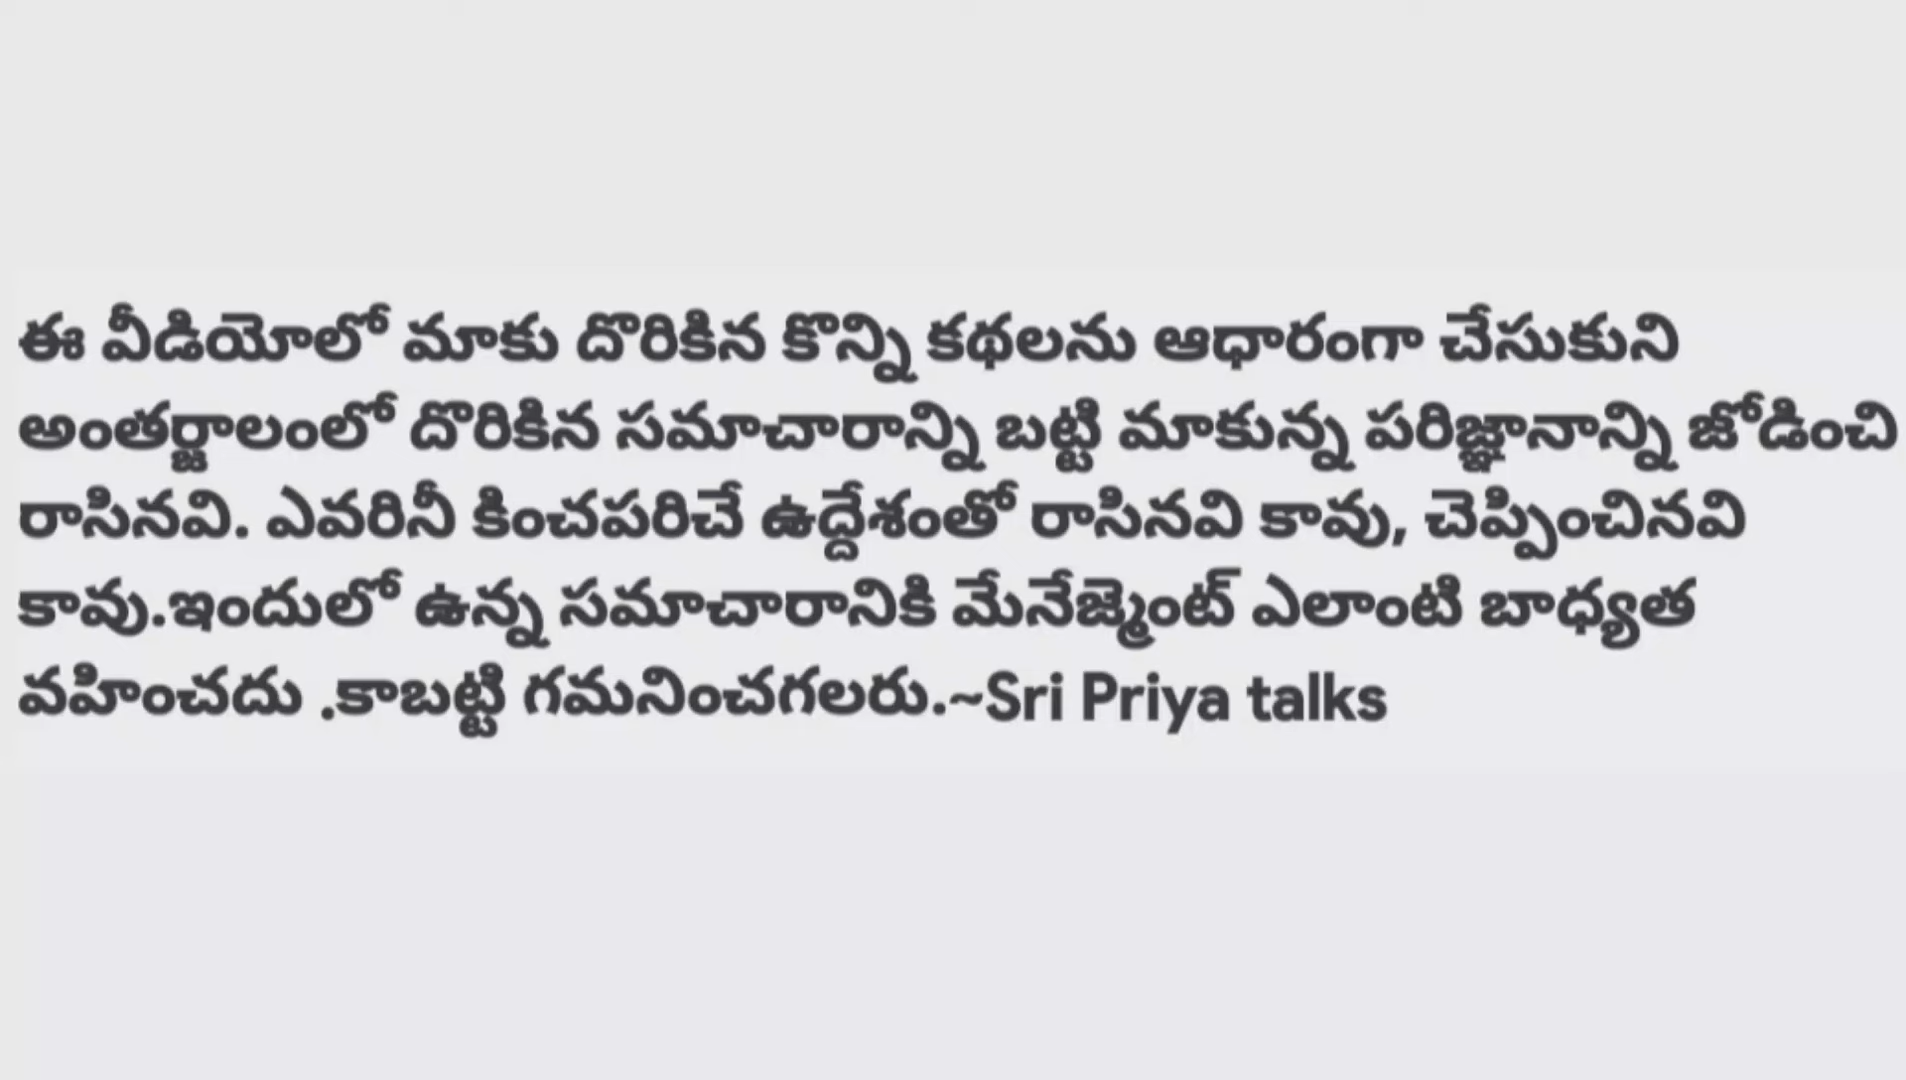 ఈ వీడియోలో మాకు దొరికిన కొన్ని కథలను ఆధారంగా చేసుకుని
అంతర్జాలంలో దొరికిన సమాచారాన్ని బట్టి మాకున్న పరిజ్ఞానాన్ని జోడించి
రాసినవి. ఎవరినీ కించపరిచే ఉద్దేశంతో రాసినవి కావు, చెప్పించినవి
కావు.ఇందులో ఉన్న సమాచారానికి మేనేజ్మెంట్ ఎలాంటి బాధ్యత
వహించదు .కాబట్టి గమనించగలరు.~Sri Priya talks